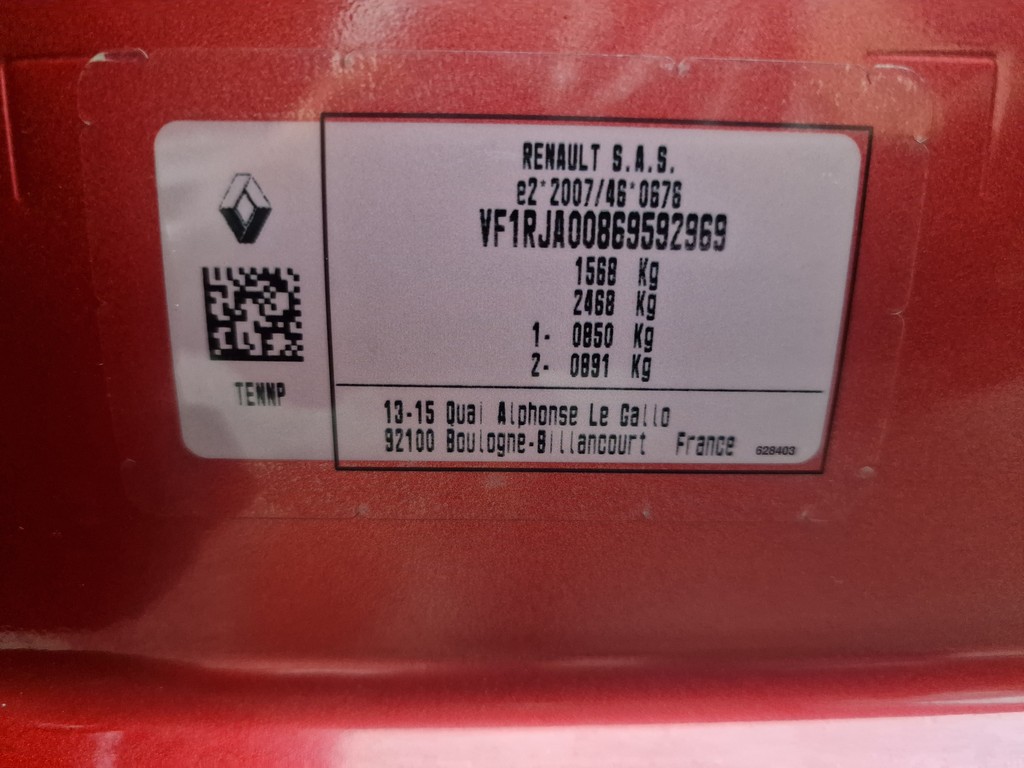 RENAULT S.A.S.
e2*2007/46*0676
VF1RJA00869592969
1568 Kg
2468 Kg
1- 0850 Kg
2- 0891 Kg
TENNP
13-15 Quai Alphonse Le Gallo
92100 Boulogne-Billancourt France
628403